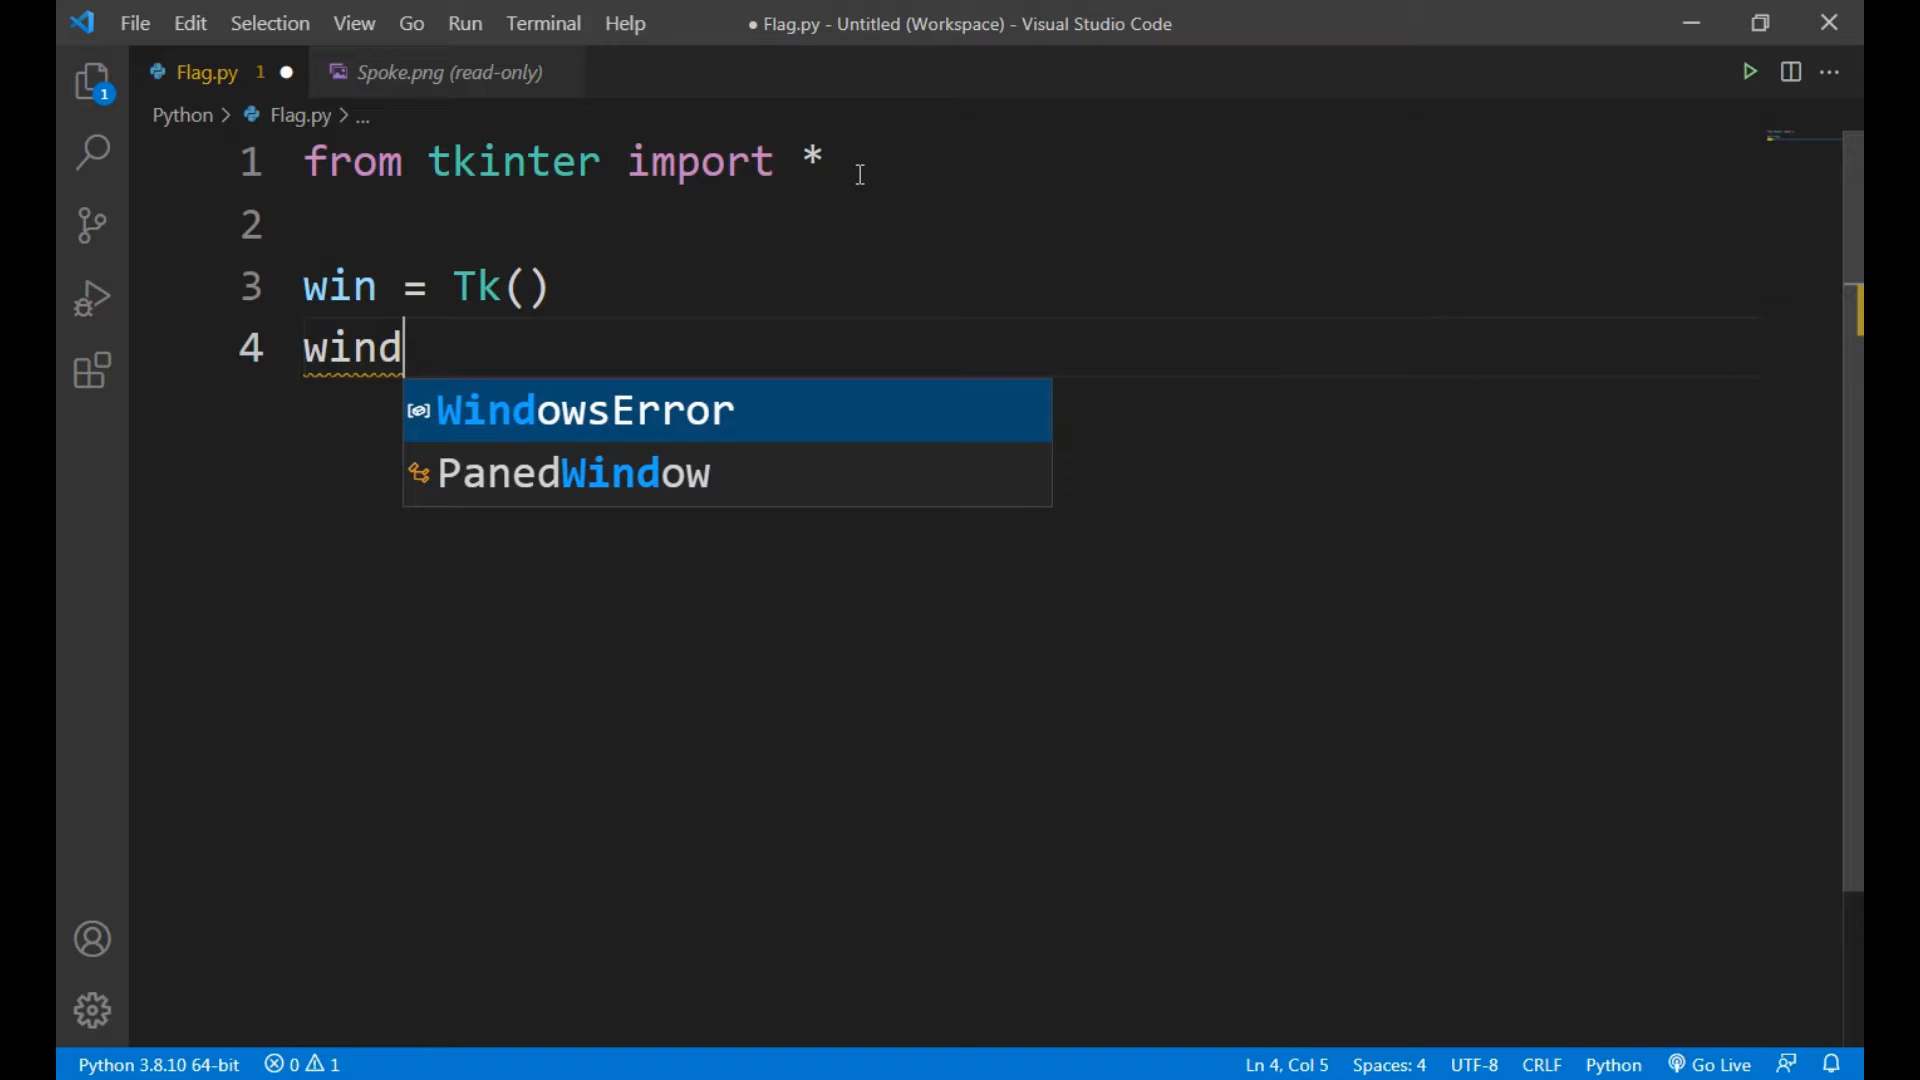 File Edit Selection View Go Run Terminal Help ● Flag.py - Untitled (Workspace) - Visual Studio Code
Flag.py 1 ● Spoke.png (read-only)
1
Python > Flag.py > ...
1 from tkinter import *
2
3 win = Tk()
4 wind
WindowsError
PanedWindow
Python 3.8.10 64-bit 0 1 Ln 4, Col 5 Spaces: 4 UTF-8 CRLF Python Go Live